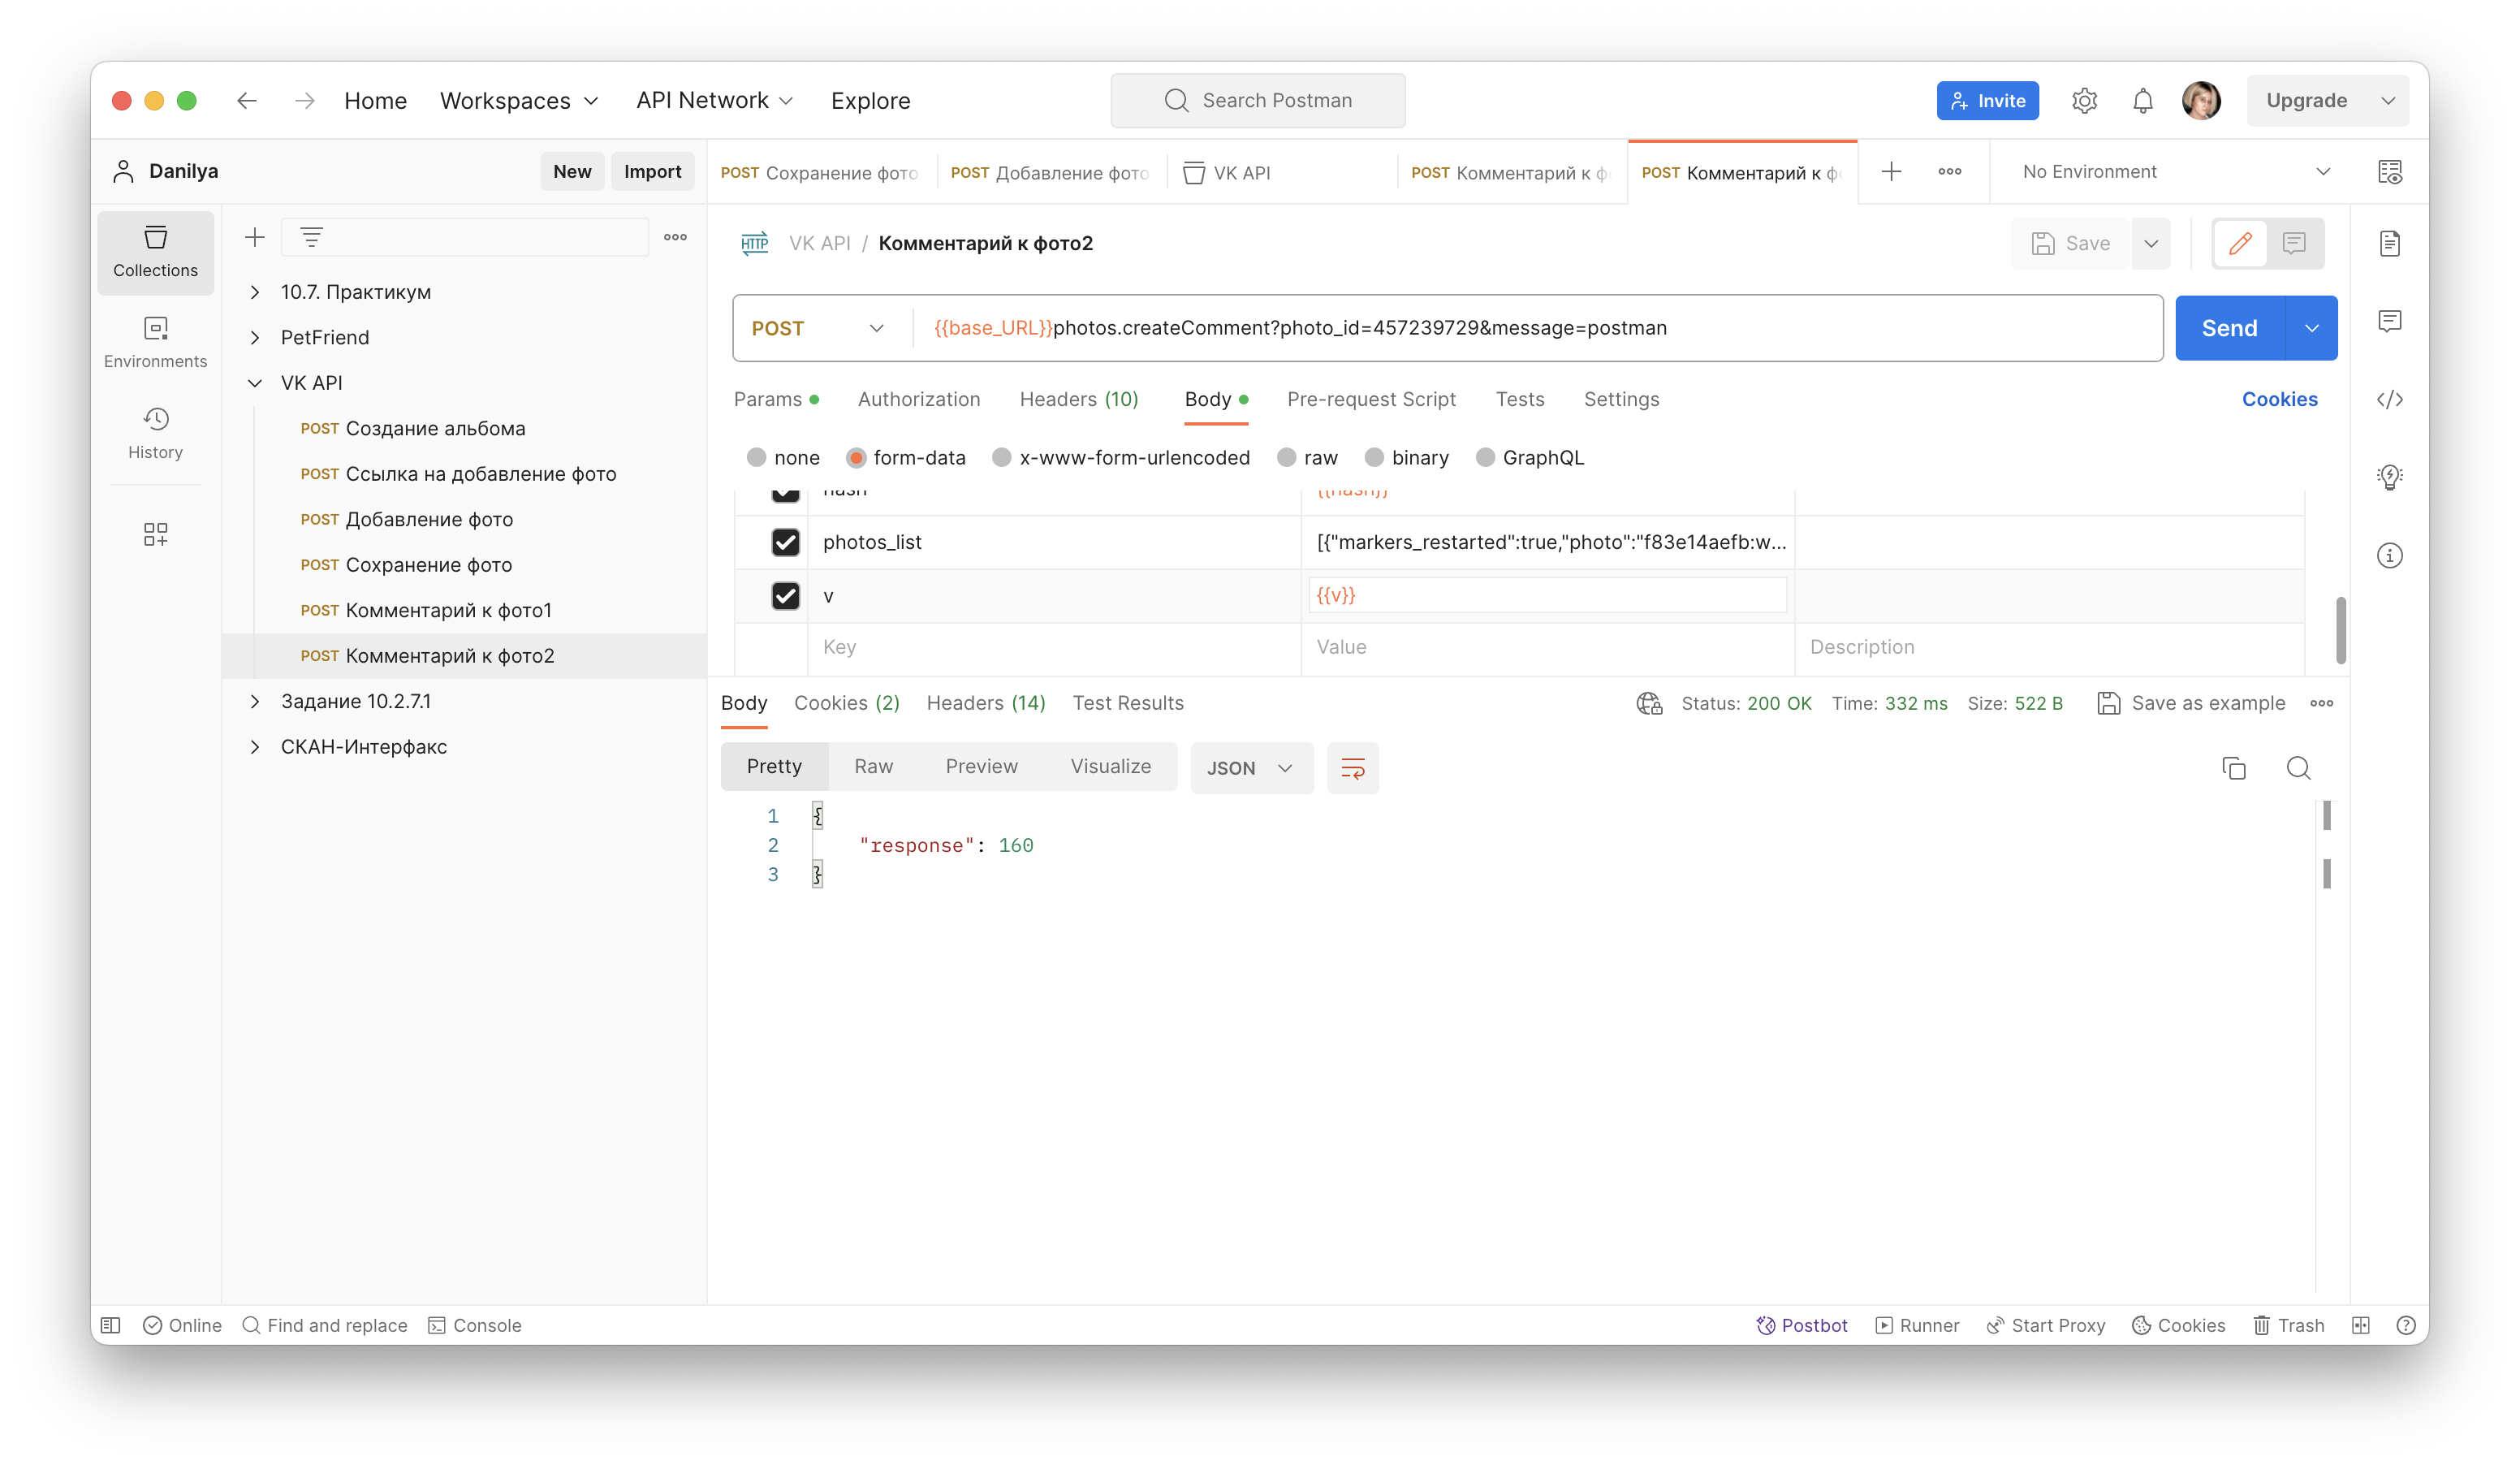 Home Workspaces API Network Explore Search Postman Invite Upgrade
Danilya New Import
POST Сохранение фото POST Добавление фото VK API POST Комментарий к ф POST Комментарий к ф No Environment
Collections
Environments
History
10.7. Практикум
PetFriend
VK API
POST Создание альбома
POST Ссылка на добавление фото
POST Добавление фото
POST Сохранение фото
POST Комментарий к фото1
POST Комментарий к фото2
Задание 10.2.7.1
СКАН-Интерфакс
HTTP VK API / Комментарий к фото2 Save
POST {{base_URL}}photos.createComment?photo_id=457239729&message=postman Send
Params Authorization Headers (10) Body Pre-request Script Tests Settings Cookies
none form-data x-www-form-urlencoded raw binary GraphQL
hash {{hash}}
photos_list [{"markers_restarted":true,"photo":"f83e14aefb:w...
v {{v}}
Key Value Description
Body Cookies (2) Headers (14) Test Results Status: 200 OK Time: 332 ms Size: 522 B Save as example
Pretty Raw Preview Visualize JSON
1 {
2 "response": 160
3 }
Online Find and replace Console Postbot Runner Start Proxy Cookies Trash